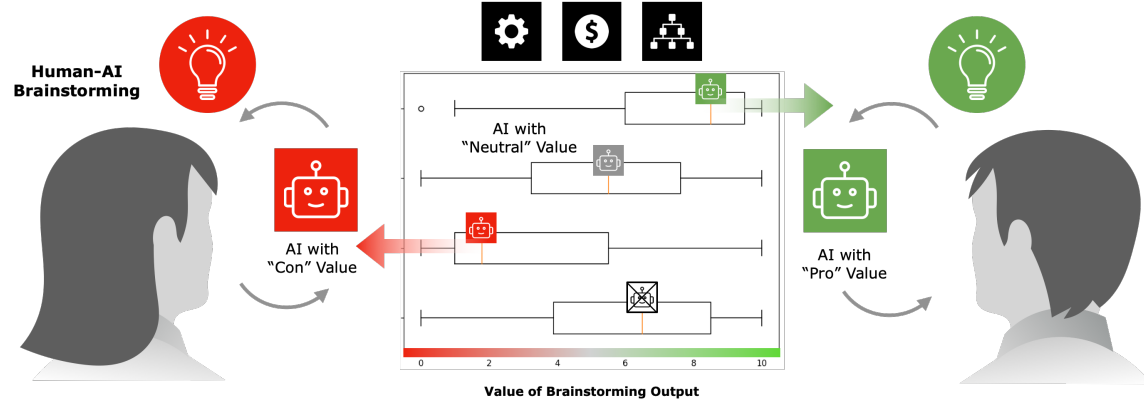 Human-AI
Brainstorming
$
AI with
“Neutral” Value
AI with
“Con” Value
AI with
“Pro” Value
0 2 4 6 8 10
Value of Brainstorming Output